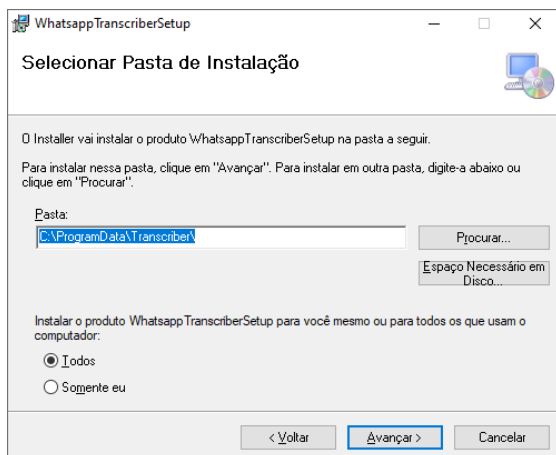 WhatsappTranscriberSetup
Selecionar Pasta de Instalação
O Installer vai instalar o produto WhatsappTranscriberSetup na pasta a seguir.
Para instalar nessa pasta, clique em "Avançar". Para instalar em outra pasta, digite-a abaixo ou
clique em "Procurar".
Pasta:
C:\ProgramData\Transcriber\
Procurar...
Espaço Necessário em
Disco...
Instalar o produto WhatsappTranscriberSetup para você mesmo ou para todos os que usam o
computador:
Todos
Somente eu
< Voltar
Avançar >
Cancelar